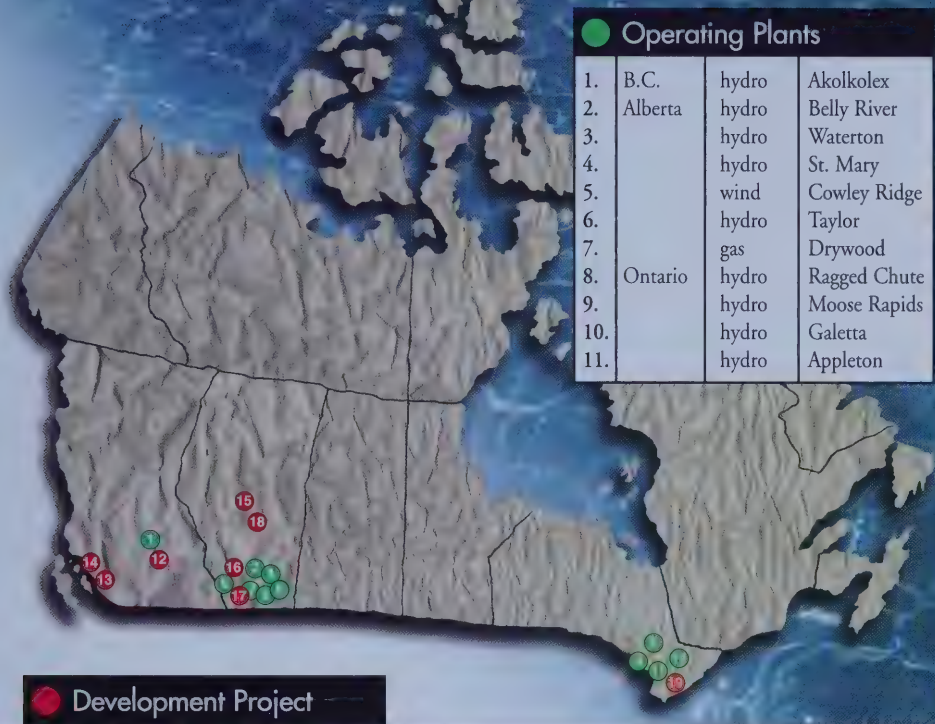 Operating Plants
1. B.C. hydro Akolkolex
2. Alberta hydro Belly River
3. hydro Waterton
4. hydro St. Mary
5. wind Cowley Ridge
6. hydro Taylor
7. gas Drywood
8. Ontario hydro Ragged Chute
9. hydro Moose Rapids
10. hydro Galetta
11. hydro Appleton
15
18
1
14
12
16
13
17
Development Project